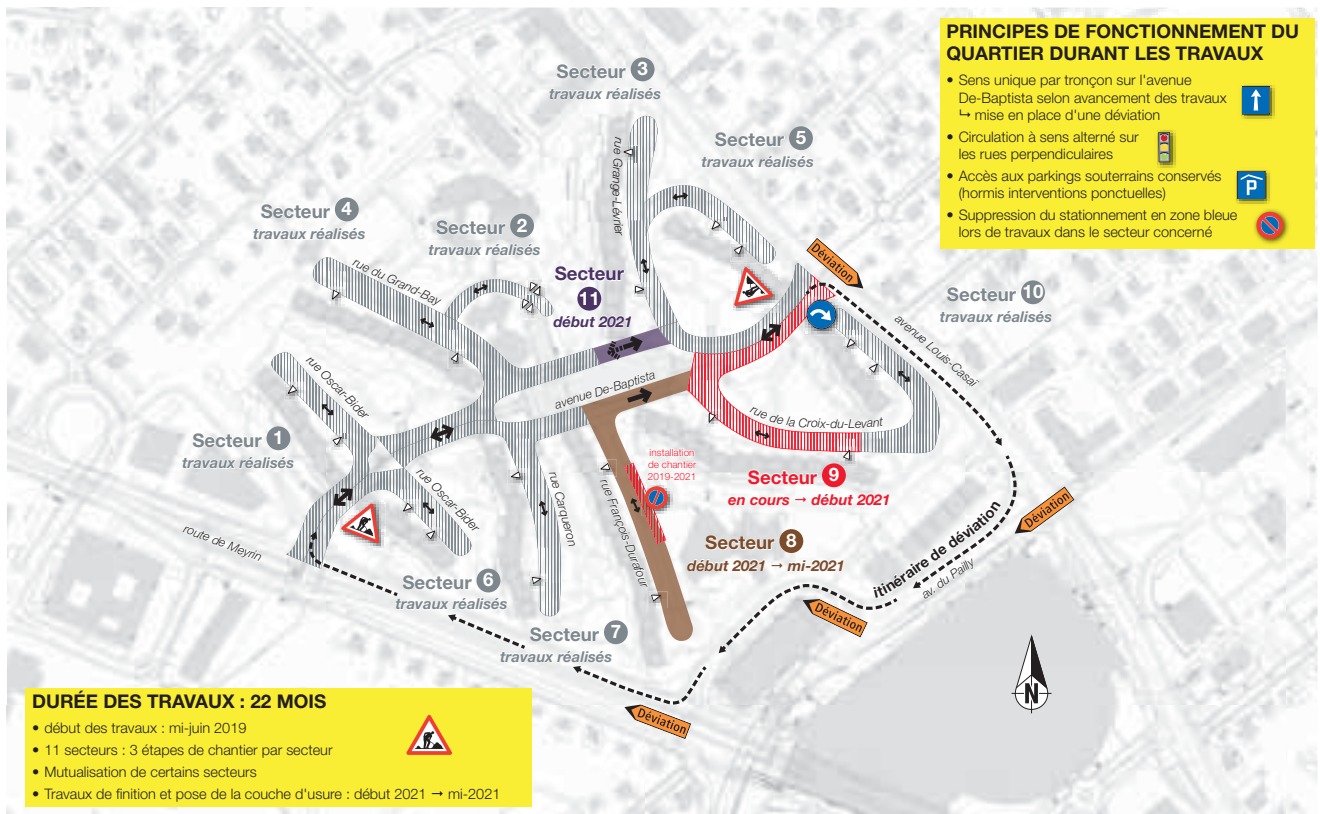 PRINCIPES DE FONCTIONNEMENT DU
QUARTIER DURANT LES TRAVAUX
• Sens unique par tronçon sur l'avenue
De-Baptista selon avancement des travaux
↳ mise en place d'une déviation
• Circulation à sens alterné sur
les rues perpendiculaires
• Accès aux parkings souterrains conservés
(hormis interventions ponctuelles)
P
• Suppression du stationnement en zone bleue
lors de travaux dans le secteur concerné
Secteur 3
travaux réalisés
rue Grange-Lévrier
Secteur 5
travaux réalisés
Secteur 4
travaux réalisés
rue du Grand-Bay
Secteur 2
travaux réalisés
Secteur
11
début 2021
Déviation
Secteur 10
travaux réalisés
avenue Louis-Casaï
rue Oscar-Bider
avenue De-Baptista
rue de la Croix-du-Levant
Secteur 1
travaux réalisés
rue Oscar-Bider
rue Carqueron
installation
de chantier
2019-2021
rue François-Durafour
Secteur 9
en cours → début 2021
route de Meyrin
Secteur 8
début 2021 → mi-2021
Déviation
itinéraire de déviation
av. du Pailly
Secteur 6
travaux réalisés
Déviation
Secteur 7
travaux réalisés
Déviation
N
DURÉE DES TRAVAUX : 22 MOIS
• début des travaux : mi-juin 2019
• 11 secteurs : 3 étapes de chantier par secteur
• Mutualisation de certains secteurs
• Travaux de finition et pose de la couche d'usure : début 2021 → mi-2021